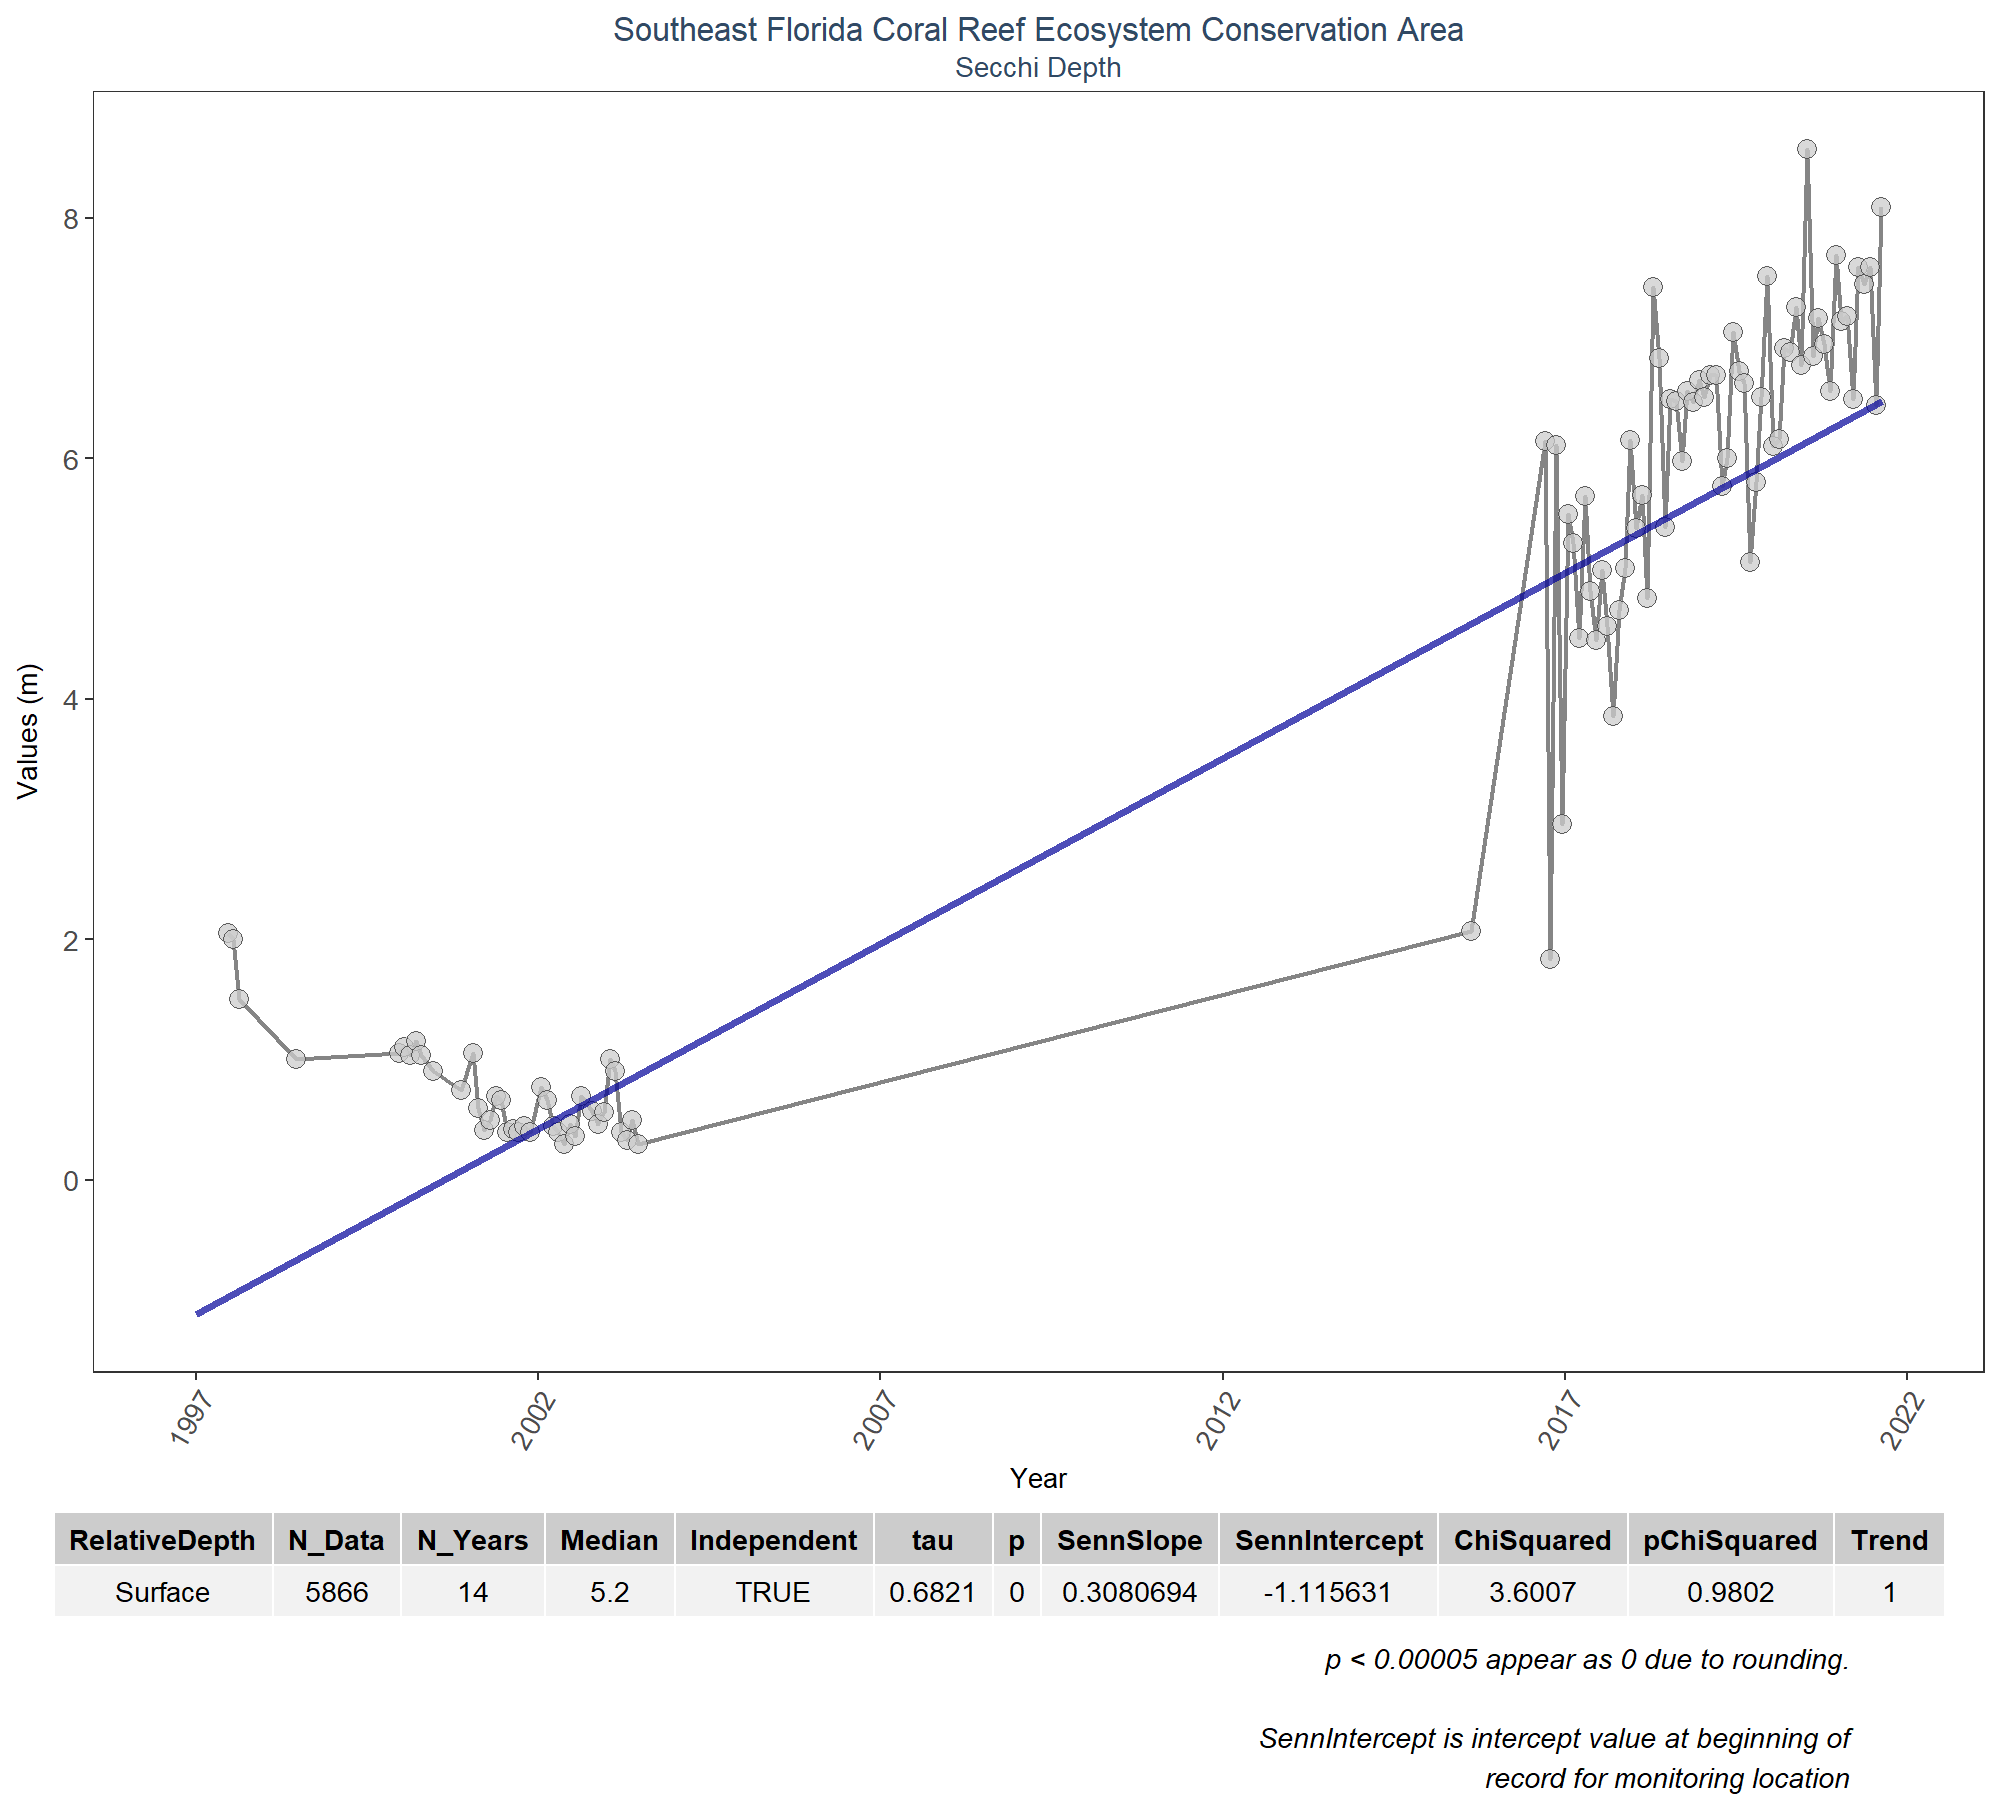 Southeast Florida Coral Reef Ecosystem Conservation Area
Secchi Depth
8
6
4
2
0
Values (m)
1997
2002
2007
2012
2017
2022
Year
RelativeDepth N_Data N_Years Median Independent tau p SennSlope SennIntercept ChiSquared pChiSquared Trend
Surface 5866 14 5.2 TRUE 0.6821 0 0.3080694 -1.115631 3.6007 0.9802 1
p < 0.00005 appear as 0 due to rounding.
SennIntercept is intercept value at beginning of
record for monitoring location